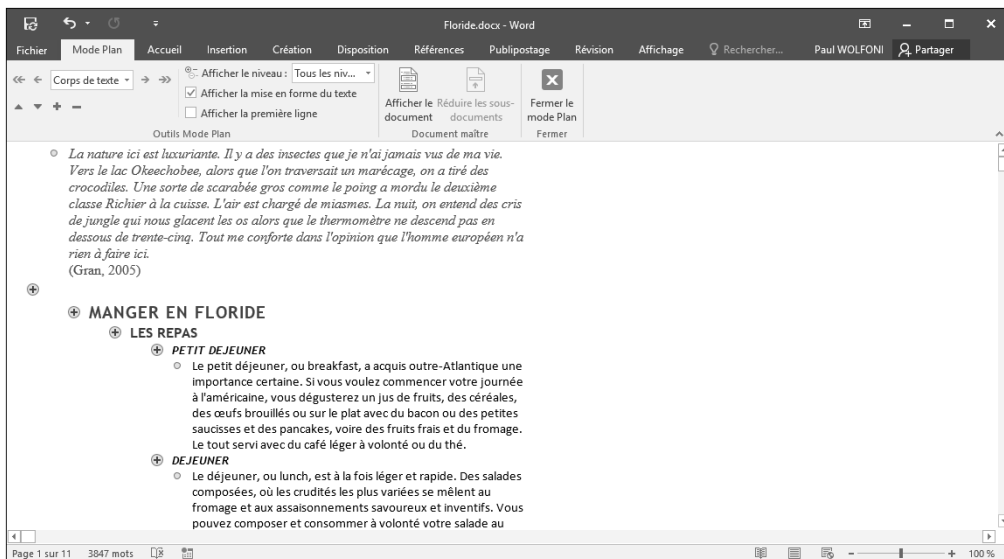 Floride.docx - Word
Fichier Mode Plan Accueil Insertion Création Disposition Références Publipostage Révision Affichage Rechercher... Paul WOLFONI Partager
Corps de texte
Afficher le niveau : Tous les niv...
Afficher la mise en forme du texte
Afficher la première ligne
Outils Mode Plan
Afficher le Réduire les sous-
document documents
Document maître
Fermer le
mode Plan
Fermer
La nature ici est luxuriante. Il y a des insectes que je n'ai jamais vus de ma vie.
Vers le lac Okeechobee, alors que l'on traversait un marécage, on a tiré des
crocodiles. Une sorte de scarabée gros comme le poing a mordu le deuxième
classe Richier à la cuisse. L'air est chargé de miasmes. La nuit, on entend des cris
de jungle qui nous glacent les os alors que le thermomètre ne descend pas en
dessous de trente-cinq. Tout me conforte dans l'opinion que l'homme européen n'a
rien à faire ici.
(Gran, 2005)
MANGER EN FLORIDE
LES REPAS
PETIT DEJEUNER
Le petit déjeuner, ou breakfast, a acquis outre-Atlantique une
importance certaine. Si vous voulez commencer votre journée
à l'américaine, vous dégusterez un jus de fruits, des céréales,
des œufs brouillés ou sur le plat avec du bacon ou des petites
saucisses et des pancakes, voire des fruits frais et du fromage.
Le tout servi avec du café léger à volonté ou du thé.
DEJEUNER
Le déjeuner, ou lunch, est à la fois léger et rapide. Des salades
composées, où les crudités les plus variées se mêlent au
fromage et aux assaisonnements savoureux et inventifs. Vous
pouvez composer et consommer à volonté votre salade au
Page 1 sur 11 3847 mots 100 %